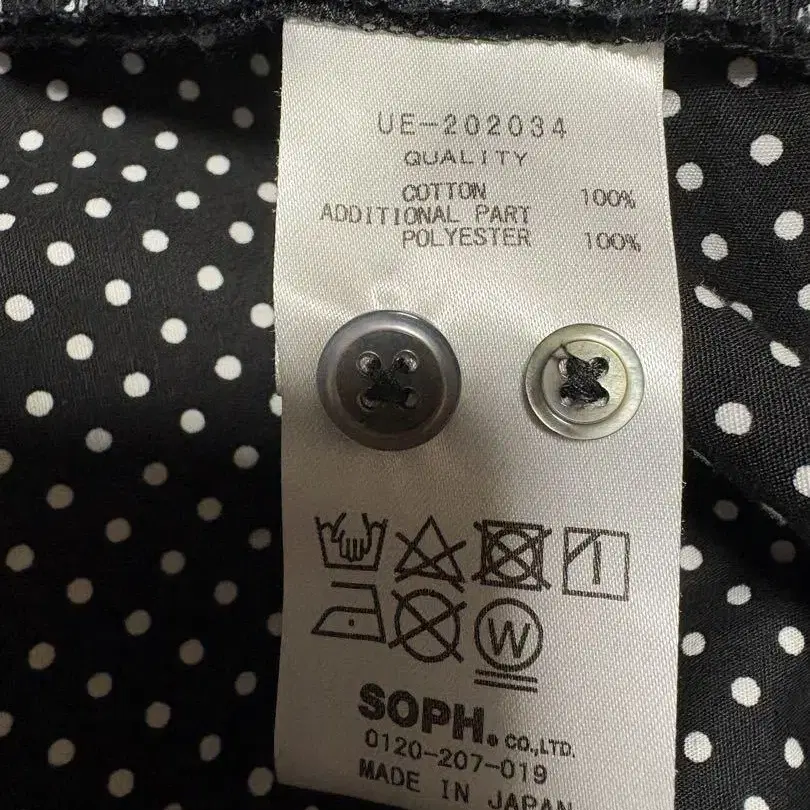 UE-202034
QUALITY
COTTON 100%
ADDITIONAL PART
POLYESTER 100%
W
SOPH. CO.,LTD.
0120-207-019
MADE IN JAPAN